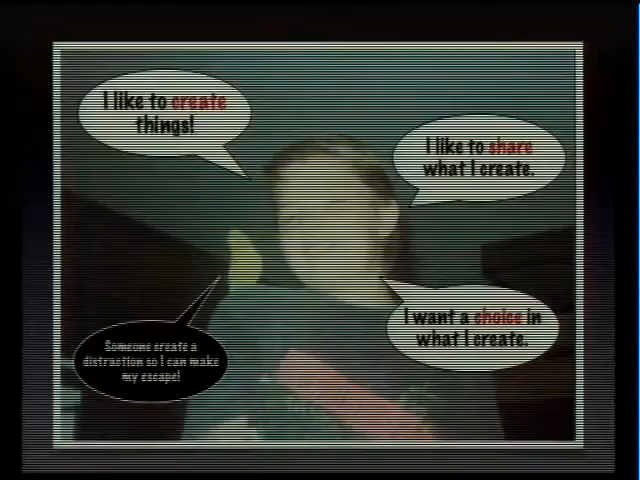 I like to create
things!
I like to share
what I create.
I want a choice in
what I create.
Someone create a
distraction so I can make
my escape!